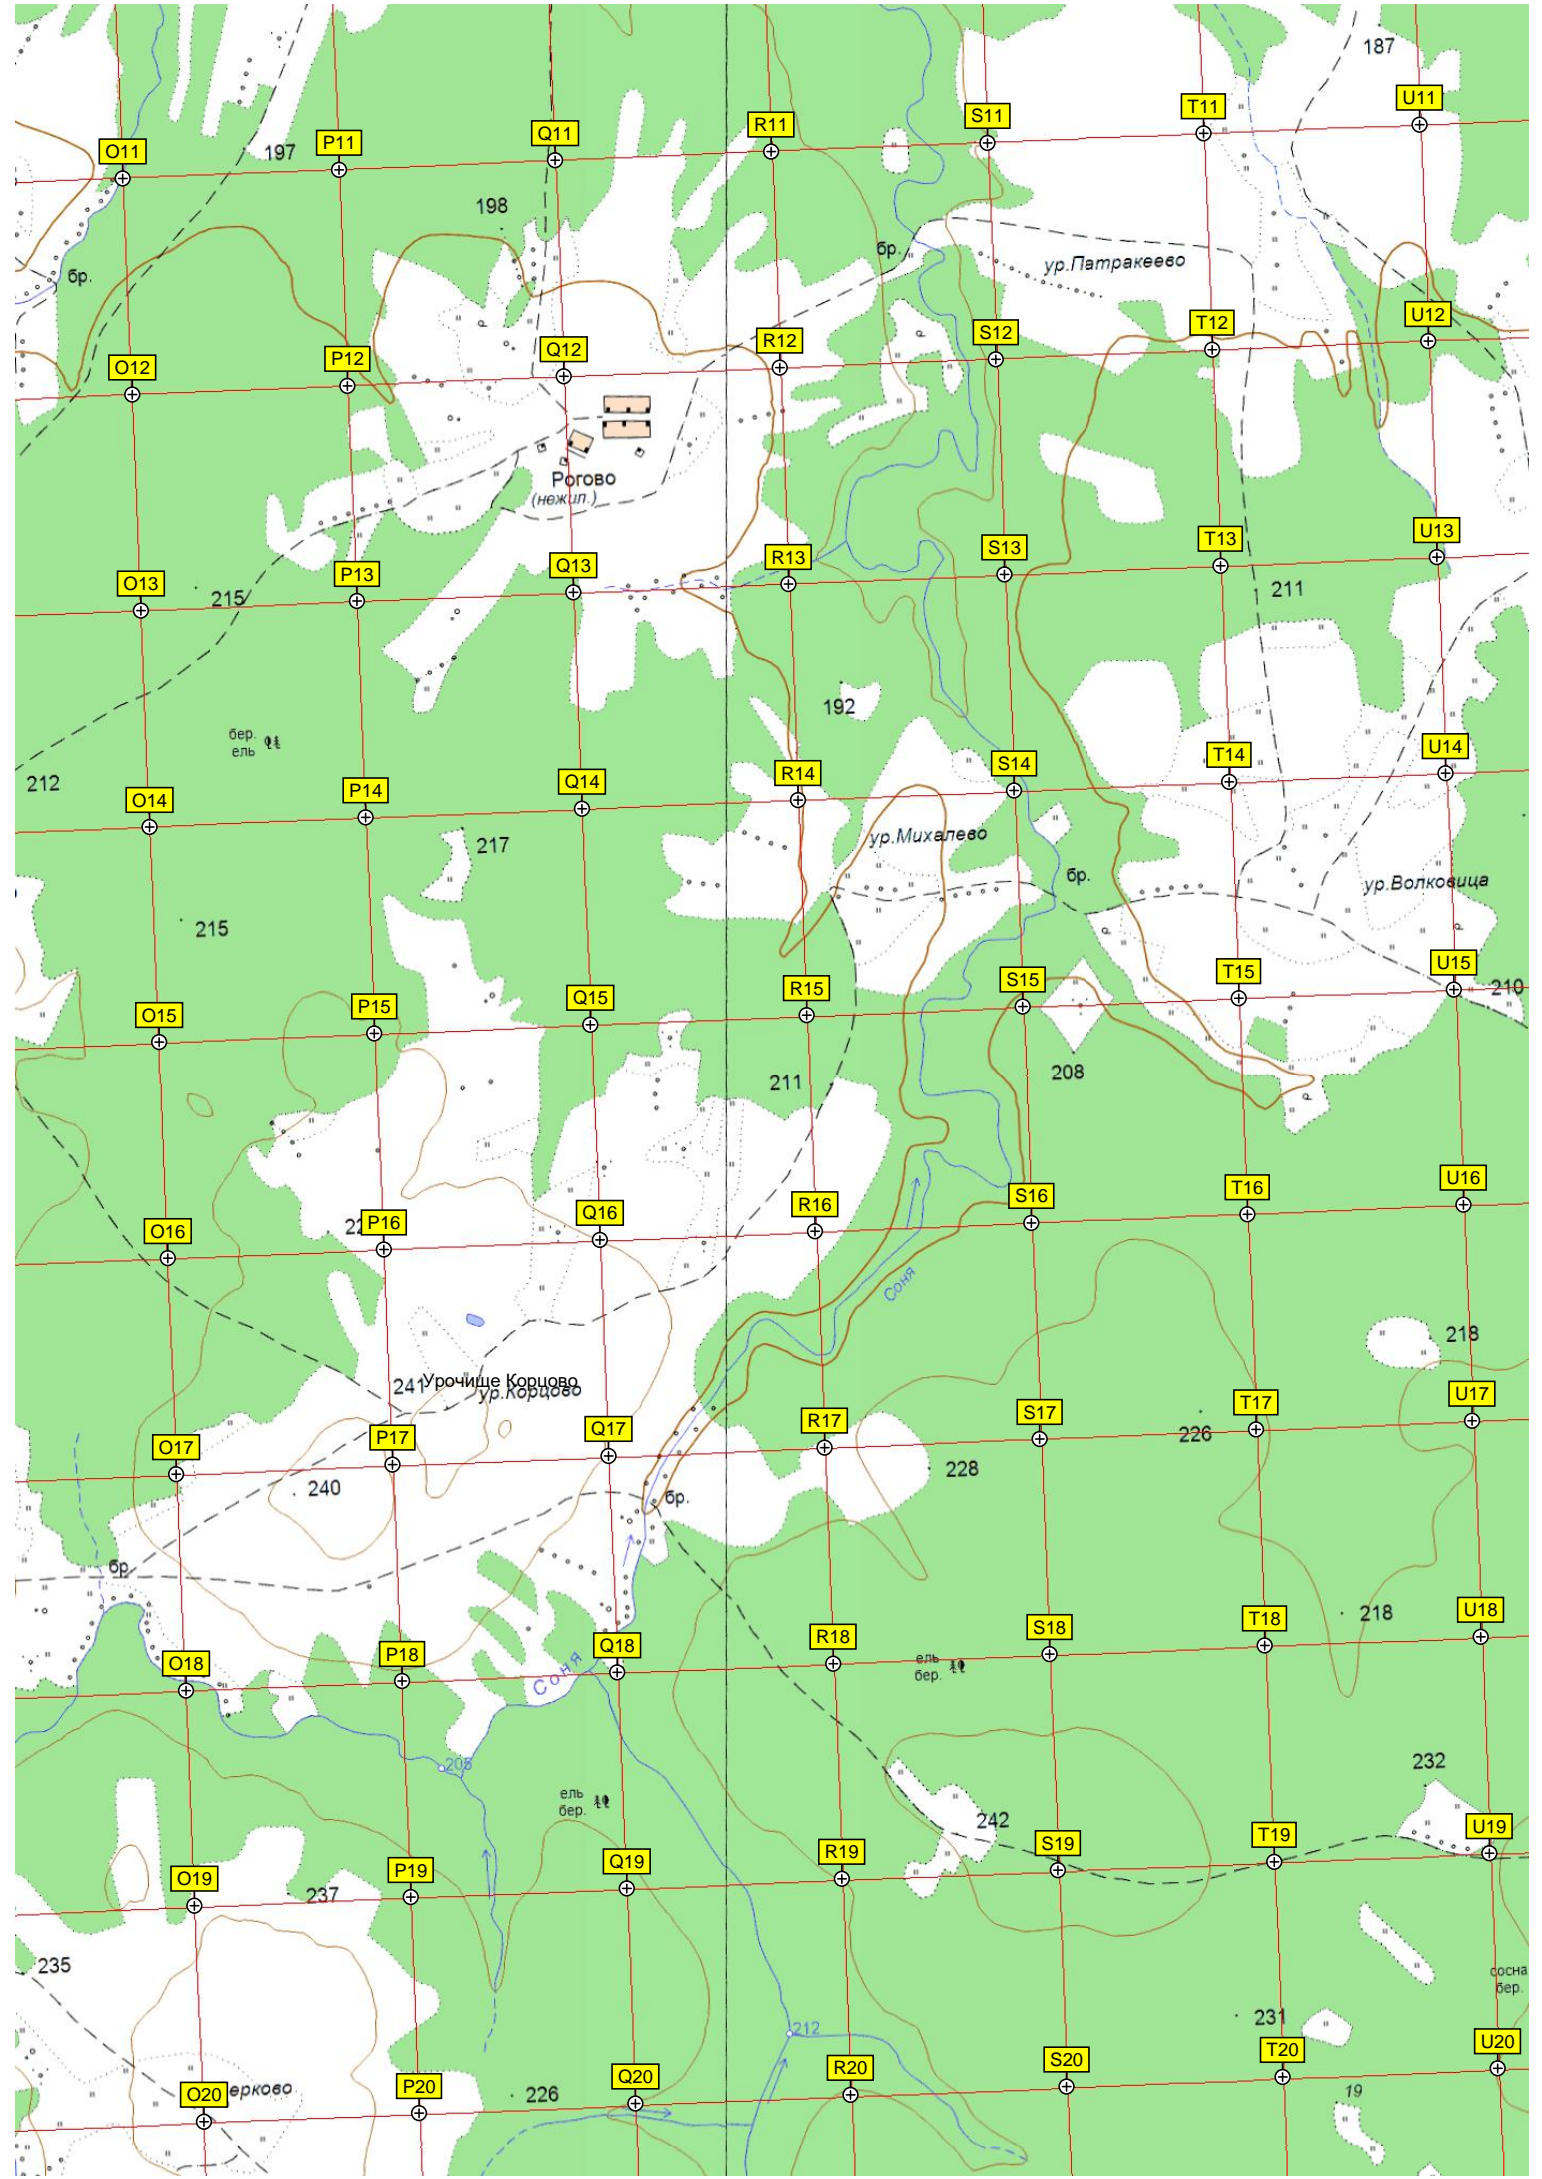 187
U11
T11
S11
R11
Q11
P11
O11
197
198
бр.
ур.Патракеево
бр.
U12
T12
S12
R12
Q12
P12
O12
Рогово
(нежил.)
U13
T13
S13
R13
Q13
P13
O13
215
211
192
бер.
ель
212
U14
T14
S14
R14
Q14
P14
O14
217
ур.Михалево
бр.
ур.Волковица
215
U15
T15
S15
R15
Q15
P15
O15
210
208
211
U16
T16
S16
R16
Q16
P16
O16
Соня
218
241
Урочище Корцово
ур.Корцово
U17
T17
S17
R17
Q17
P17
O17
226
228
240
бр.
бр.
218
U18
T18
S18
R18
Q18
P18
O18
ель
бер.
Соня
205
232
ель
бер.
242
U19
T19
S19
R19
Q19
P19
O19
237
235
сосна
бер.
231
212
U20
T20
S20
R20
Q20
P20
O20
ерково
226
19